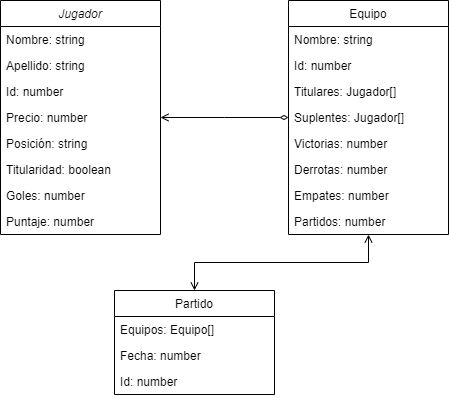 Jugador
Nombre: string
Apellido: string
Id: number
Precio: number
Posición: string
Titularidad: boolean
Goles: number
Puntaje: number
Equipo
Nombre: string
Id: number
Titulares: Jugador[]
Suplentes: Jugador[]
Victorias: number
Derrotas: number
Empates: number
Partidos: number
Partido
Equipos: Equipo[]
Fecha: number
Id: number